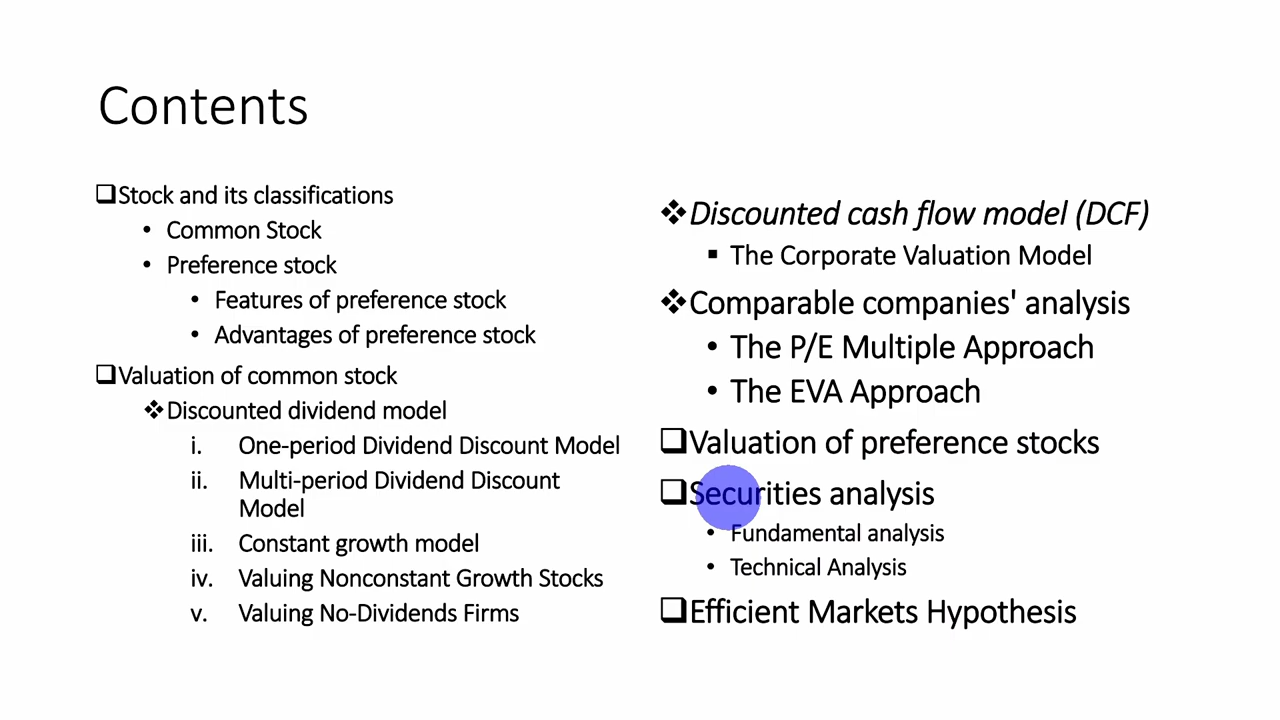 Contents
❑Stock and its classifications
• Common Stock
• Preference stock
• Features of preference stock
• Advantages of preference stock
❑Valuation of common stock
❖Discounted dividend model
i. One-period Dividend Discount Model
ii. Multi-period Dividend Discount
Model
iii. Constant growth model
iv. Valuing Nonconstant Growth Stocks
v. Valuing No-Dividends Firms
❖Discounted cash flow model (DCF)
▪ The Corporate Valuation Model
❖Comparable companies' analysis
• The P/E Multiple Approach
• The EVA Approach
❑Valuation of preference stocks
❑Securities analysis
• Fundamental analysis
• Technical Analysis
❑Efficient Markets Hypothesis